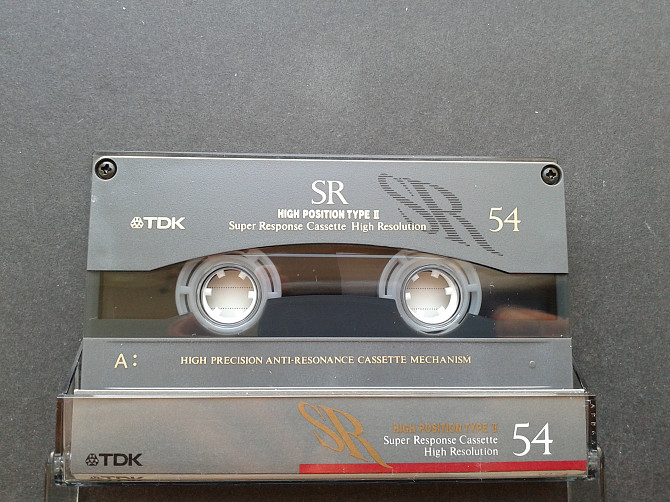 SR
HIGH POSITION TYPE II
TDK
Super Response Cassette High Resolution
54
A:
HIGH PRECISION ANTI-RESONANCE CASSETTE MECHANISM
SR
HIGH POSITION TYPE II
Super Response Cassette
High Resolution
54
TDK